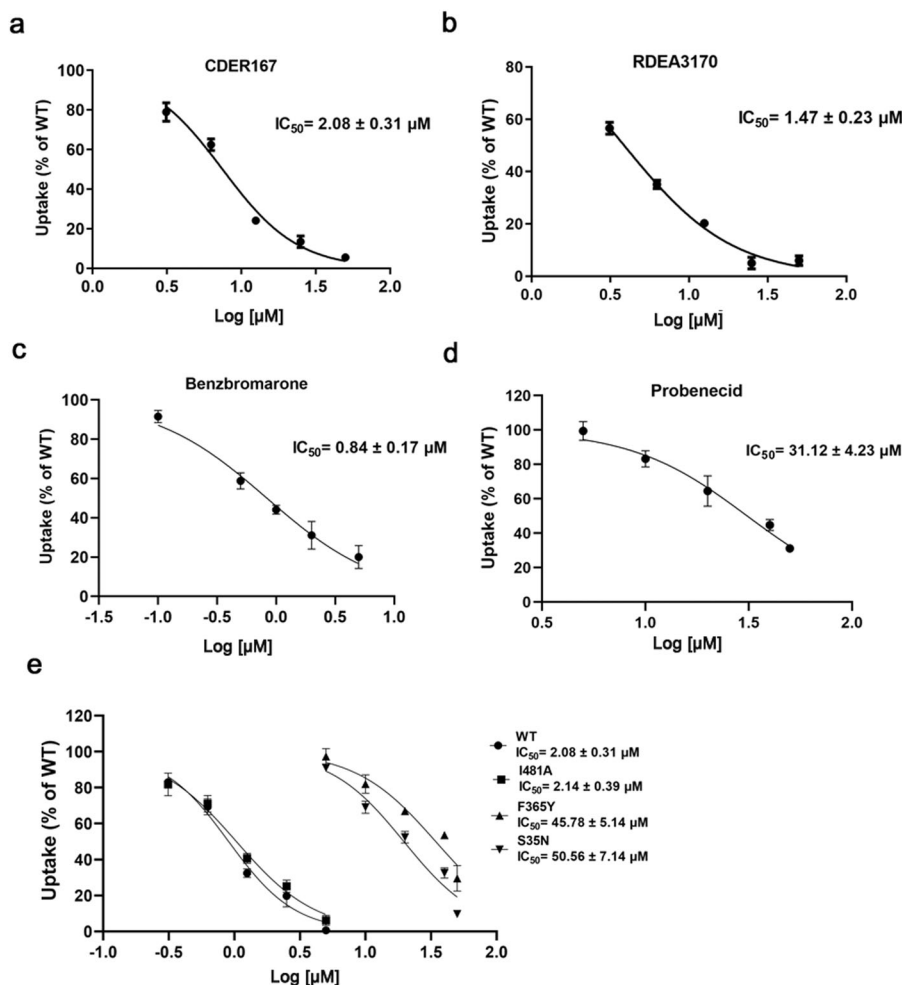 a
CDER167
IC50= 2.08 ± 0.31 µM
Uptake (% of WT)
100
80
60
40
20
0
0.0 0.5 1.0 1.5 2.0
Log [µM]
b
RDEA3170
IC50= 1.47 ± 0.23 µM
Uptake (% of WT)
80
60
40
20
0
0.0 0.5 1.0 1.5 2.0
Log [µM]
c
Benzbromarone
IC50= 0.84 ± 0.17 µM
Uptake (% of WT)
100
80
60
40
20
0
-1.5 -1.0 -0.5 0.0 0.5 1.0
Log [µM]
d
Probenecid
IC50= 31.12 ± 4.23 µM
Uptake (% of WT)
120
100
80
60
40
20
0
0.5 1.0 1.5 2.0
Log [µM]
e
Uptake (% of WT)
120
100
80
60
40
20
0
-1.0 -0.5 0.0 0.5 1.0 1.5 2.0
Log [µM]
WT
IC50= 2.08 ± 0.31 µM
I481A
IC50= 2.14 ± 0.39 µM
F365Y
IC50= 45.78 ± 5.14 µM
S35N
IC50= 50.56 ± 7.14 µM